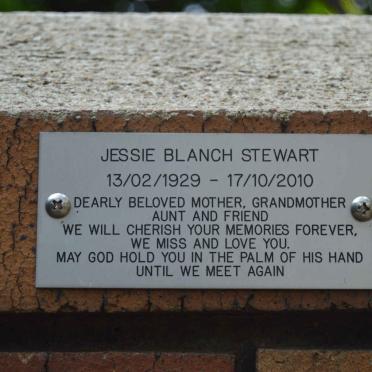 JESSIE BLANCH STEWART
13/02/1929 - 17/10/2010
DEARLY BELOVED MOTHER, GRANDMOTHER
AUNT AND FRIEND
WE WILL CHERISH YOUR MEMORIES FOREVER,
WE MISS AND LOVE YOU.
MAY GOD HOLD YOU IN THE PALM OF HIS HAND
UNTIL WE MEET AGAIN